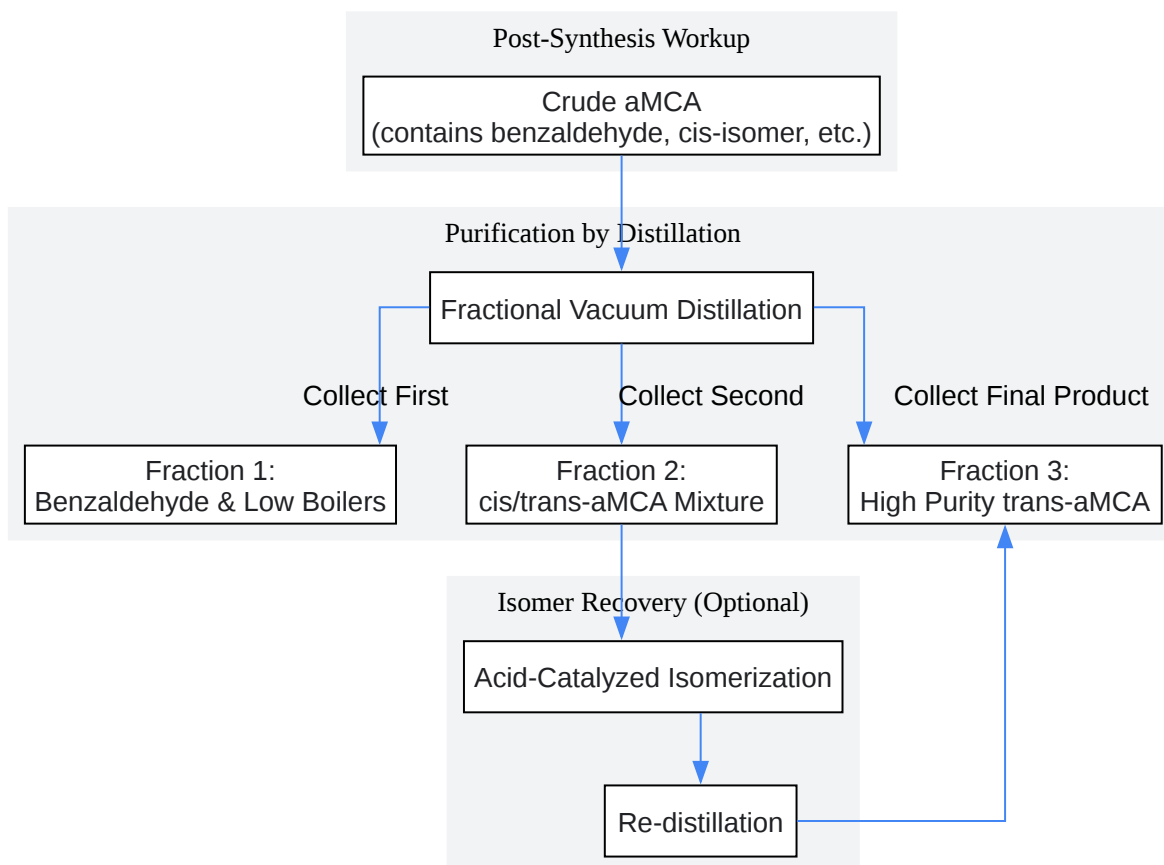 Post-Synthesis Workup
Crude aMCA
(contains benzaldehyde, cis-isomer, etc.)
Purification by Distillation
Fractional Vacuum Distillation
Collect First
Collect Second
Collect Final Product
Fraction 1:
Benzaldehyde & Low Boilers
Fraction 2:
cis/trans-aMCA Mixture
Fraction 3:
High Purity trans-aMCA
Isomer Recovery (Optional)
Acid-Catalyzed Isomerization
Re-distillation